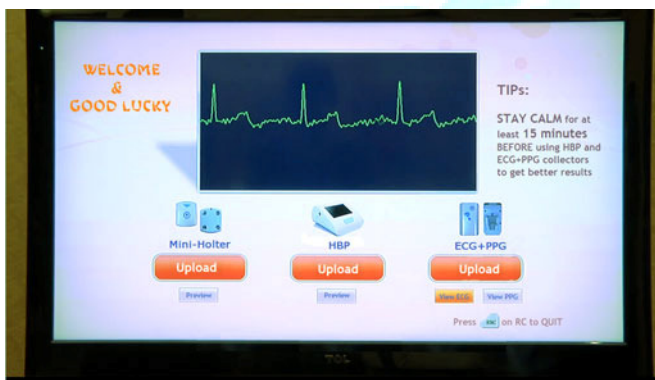 WELCOME
&
GOOD LUCKY
TIPs:
STAY CALM for at
least 15 minutes
BEFORE using HBP and
ECG+PPG collectors
to get better results
Mini-Holter
HBP
ECG+PPG
Upload
Upload
Upload
Preview
Preview
View ECG
View PPG
Press
on RC to QUIT
TCL